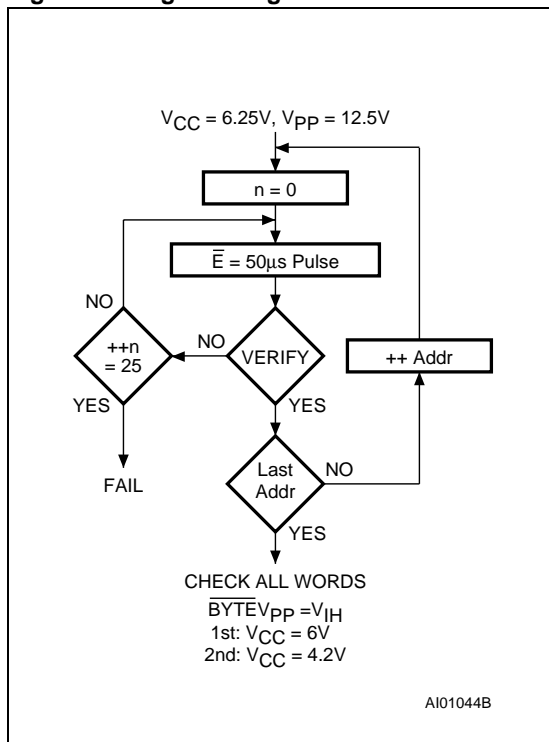 VCC = 6.25V, VPP = 12.5V
n = 0
E̅ = 50μs Pulse
NO
++n
= 25
NO
VERIFY
++ Addr
YES
YES
FAIL
Last
Addr
NO
YES
CHECK ALL WORDS
B̅Y̅T̅E̅VPP =VIH
1st: VCC = 6V
2nd: VCC = 4.2V
AI01044B